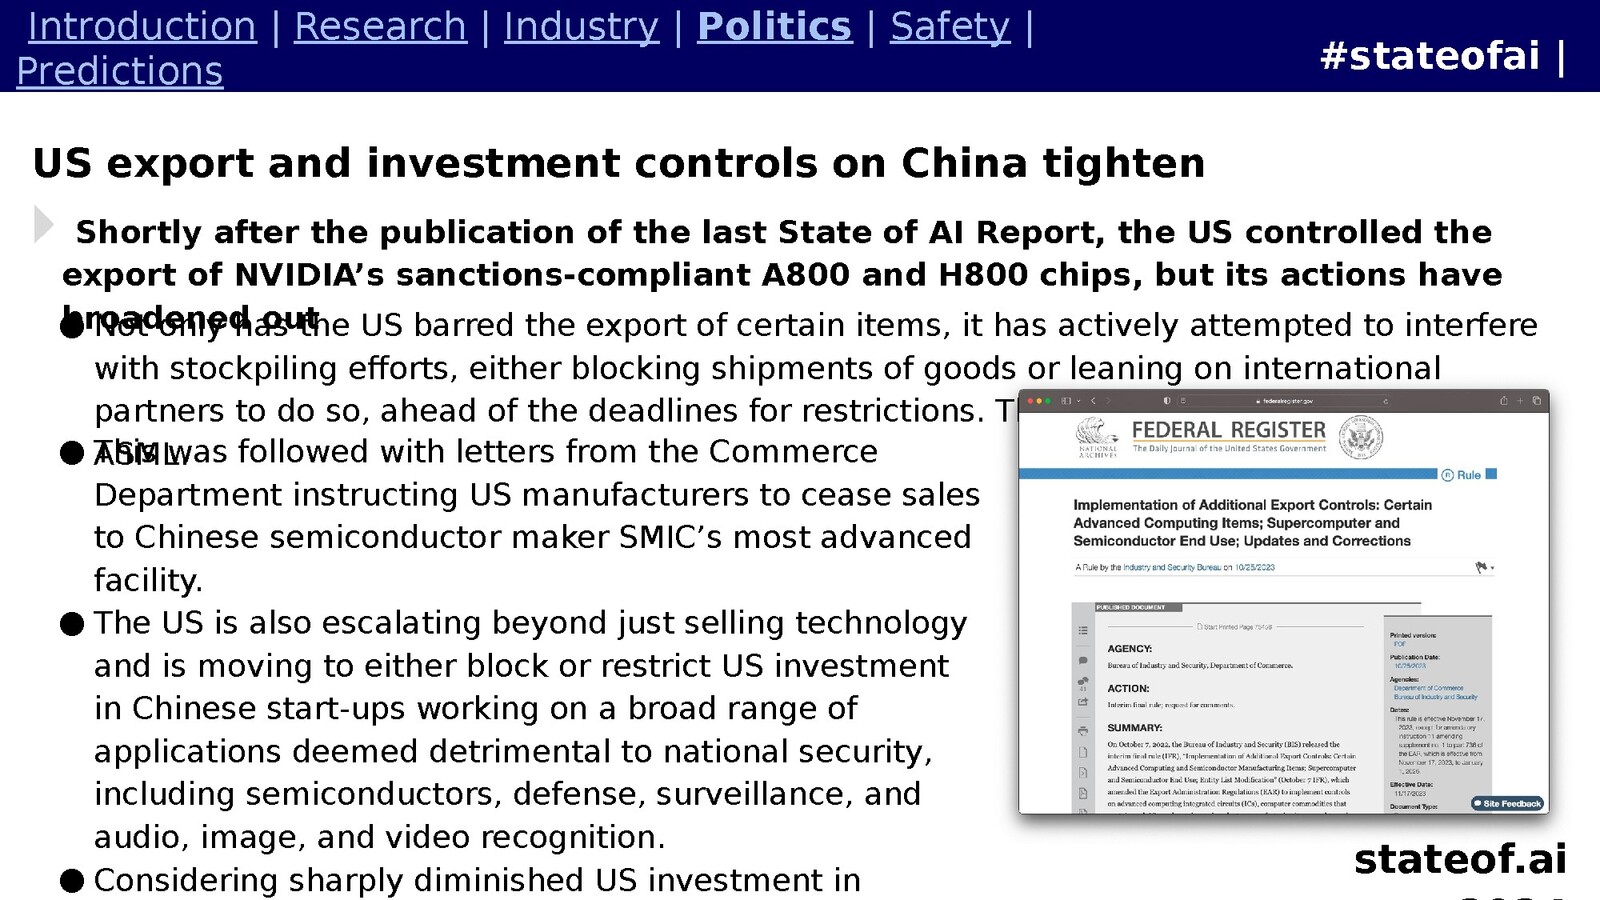 Introduction | Research | Industry | Politics | Safety |
Predictions
#stateofai |
US export and investment controls on China tighten
Shortly after the publication of the last State of AI Report, the US controlled the
export of NVIDIA’s sanctions-compliant A800 and H800 chips, but its actions have
broadened out
● Not only has the US barred the export of certain items, it has actively attempted to interfere
with stockpiling efforts, either blocking shipments of goods or leaning on international
partners to do so, ahead of the deadlines for restrictions.
ASML.
● This was followed with letters from the Commerce
Department instructing US manufacturers to cease sales
to Chinese semiconductor maker SMIC’s most advanced
facility.
● The US is also escalating beyond just selling technology
and is moving to either block or restrict US investment
in Chinese start-ups working on a broad range of
applications deemed detrimental to national security,
including semiconductors, defense, surveillance, and
audio, image, and video recognition.
● Considering sharply diminished US investment in
federalregister.gov
NATIONAL
ARCHIVES
FEDERAL REGISTER
The Daily Journal of the United States Government
Rule
Implementation of Additional Export Controls: Certain
Advanced Computing Items; Supercomputer and
Semiconductor End Use; Updates and Corrections
A Rule by the Industry and Security Bureau on 10/25/2023
PUBLISHED DOCUMENT
Start Printed Page 73458
AGENCY:
Bureau of Industry and Security, Department of Commerce.
ACTION:
Interim final rule; request for comments.
SUMMARY:
On October 7, 2022, the Bureau of Industry and Security (BIS) released the
interim final rule (IFR), “Implementation of Additional Export Controls: Certain
Advanced Computing and Semiconductor Manufacturing Items; Supercomputer
and Semiconductor End Use; Entity List Modification” (October 7 IFR), which
amended the Export Administration Regulations (EAR) to implement controls
on advanced computing integrated circuits (ICs), computer commodities that
Printed version:
PDF
Publication Date:
10/25/2023
Agencies:
Department of Commerce
Bureau of Industry and Security
Dates:
This rule is effective November 17,
2023, except for amendatory
instruction 11 amending
supplement no. 1 to part 736 of
the EAR, which is effective from
November 17, 2023, to January
1, 2026.
Effective Date:
11/17/2023
Document Type:
Site Feedback
stateof.ai